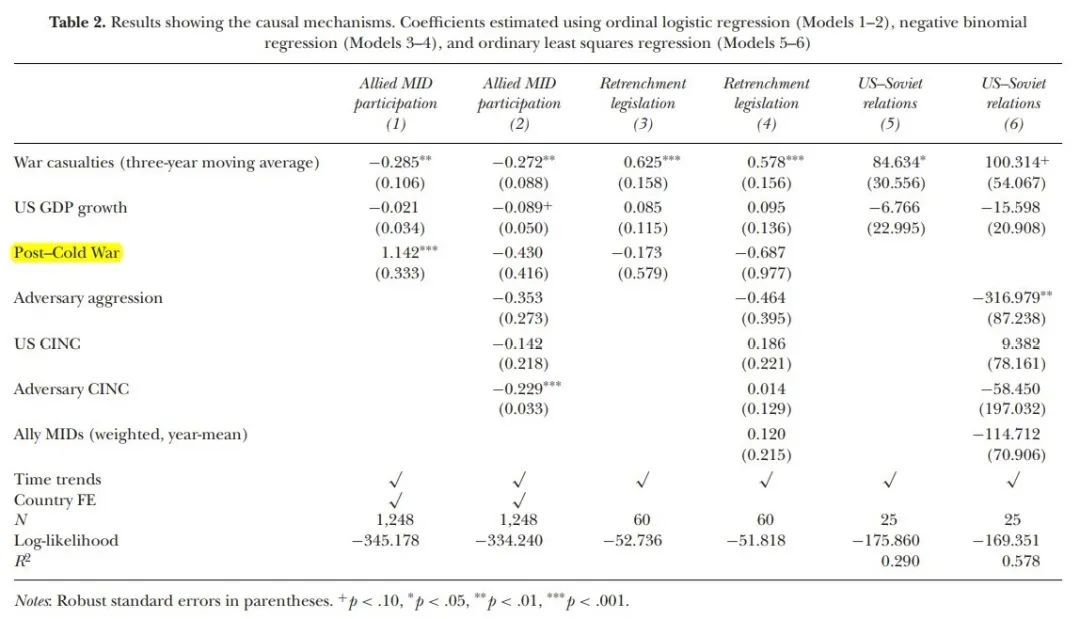 Table 2. Results showing the causal mechanisms. Coefficients estimated using ordinal logistic regression (Models 1–2), negative binomial
regression (Models 3–4), and ordinary least squares regression (Models 5–6)
Allied MID Allied MID Retrenchment Retrenchment US–Soviet US–Soviet
participation participation legislation legislation relations relations
(1) (2) (3) (4) (5) (6)
War casualties (three-year moving average) −0.285** −0.272** 0.625*** 0.578*** 84.634* 100.314+
(0.106) (0.088) (0.158) (0.156) (30.556) (54.067)
US GDP growth −0.021 −0.089+ 0.085 0.095 −6.766 −15.598
(0.034) (0.050) (0.115) (0.136) (22.995) (20.908)
Post–Cold War 1.142*** −0.430 −0.173 −0.687
(0.333) (0.416) (0.579) (0.977)
Adversary aggression −0.353 −0.464 −316.979**
(0.273) (0.395) (87.238)
US CINC −0.142 0.186 9.382
(0.218) (0.221) (78.161)
Adversary CINC −0.229*** 0.014 −58.450
(0.033) (0.129) (197.032)
Ally MIDs (weighted, year-mean) 0.120 −114.712
(0.215) (70.906)
Time trends √ √ √ √ √ √
Country FE √ √
N 1,248 1,248 60 60 25 25
Log-likelihood −345.178 −334.240 −52.736 −51.818 −175.860 −169.351
R2 0.290 0.578
Notes: Robust standard errors in parentheses. +p < .10, *p < .05, **p < .01, ***p < .001.